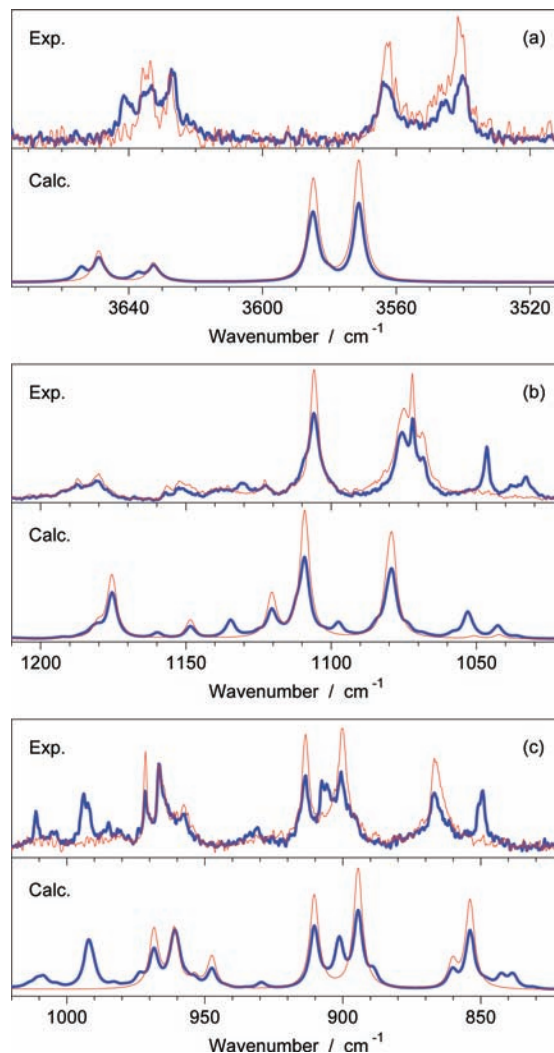 Exp.
(a)
Calc.
3640 3600 3560 3520
Wavenumber / cm⁻¹
Exp.
(b)
Calc.
1200 1150 1100 1050
Wavenumber / cm⁻¹
Exp.
(c)
Calc.
1000 950 900 850
Wavenumber / cm⁻¹